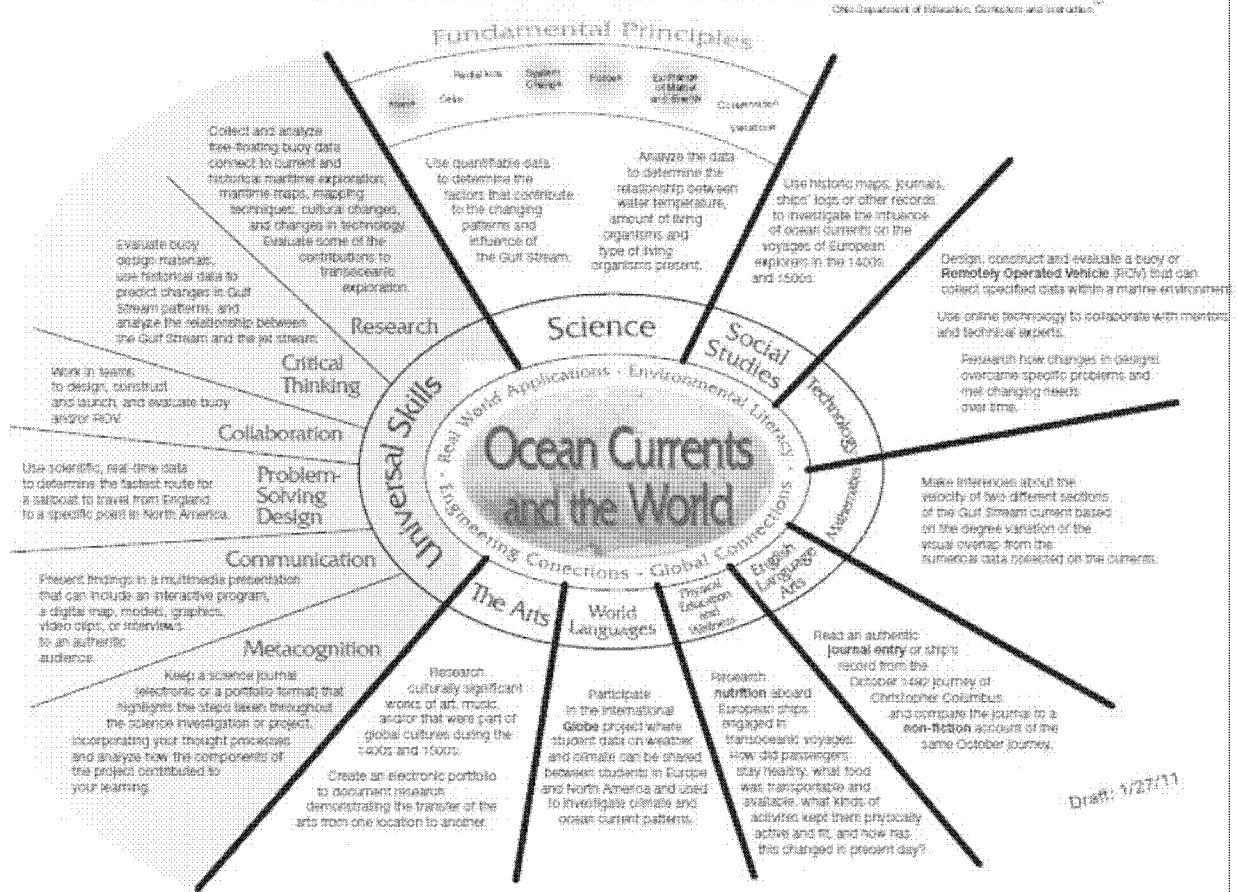 Ohio Department of Education, Curriculum and Instruction
Fundamental Principles
System
Change
Forces
Exchange
of Matter
and Energy
Conservation
Variation
Science
Use quantifiable data
to determine the
factors that contribute
to the changing
patterns and
influence of
the Gulf Stream.
Analyze the data
to determine the
relationship between
water temperature,
amount of living
organisms and
type of living
organisms present.
Social
Studies
Use historic maps, journals,
ships' logs or other records
to investigate the influence
of ocean currents on the
voyages of European
explorers in the 1400s
and 1500s.
Technology
Design, construct and evaluate a buoy or
Remotely Operated Vehicle (ROV) that can
collect specified data within a marine environment.
Use online technology to collaborate with mentors
and technical experts.
Research how changes in designs
overcame specific problems and
met changing needs
over time.
Mathematics
Make inferences about the
velocity of two different sections
of the Gulf Stream current based
on the degree variation of the
visual overlap from the
numerical data collected on the currents.
English
Language
Arts
Read an authentic
journal entry or ship's
record from the
October 1492 journey of
Christopher Columbus
and compare the journal to a
non-fiction account of the
same October journey.
Physical
Education
and
Wellness
Research
nutrition aboard
European ships
engaged in
transoceanic voyages.
How did passengers
stay healthy, what food
was transportable and
available, what kinds of
activites kept them physically
active and fit, and how has
this changed in present day?
World
Languages
Participate
in the international
Globe project where
student data on weather
and climate can be shared
between students in Europe
and North America and used
to investigate climate and
ocean current patterns.
The Arts
Research
culturally significant
works of art, music,
and/or that were part of
global cultures during the
1400s and 1500s.
Create an electronic portfolio
to document research
demonstrating the transfer of the
arts from one location to another.
Universal Skills
Research
Collect and analyze
free-floating buoy data
connect to current and
historical maritime exploration,
maritime maps, mapping
techniques, cultural changes,
and changes in technology.
Evaluate some of the
contributions to
transoceanic
exploration.
Critical
Thinking
Evaluate buoy
design materials,
use historical data to
predict changes in Gulf
Stream patterns, and
analyze the relationship between
the Gulf Stream and the jet stream.
Collaboration
Work in teams
to design, construct
and launch, and evaluate buoy
and/or ROV.
Problem-
Solving
Design
Use scientific, real-time data
to determine the fastest route for
a sailboat to travel from England
to a specific point in North America.
Communication
Present findings in a multimedia presentation
that can include an interactive program,
a digital map, models, graphics,
video clips, or interviews
to an authentic
audience.
Metacognition
Keep a science journal
(electronic or a portfolio format) that
highlights the steps taken throughout
the science investigation or project,
incorporating your thought processes
and analyze how the components of
the project contributed to
your learning.
Real World Applications · Environmental Literacy ·
Engineering Conections · Global Connections ·
Ocean Currents
and the World
Draft: 1/27/11